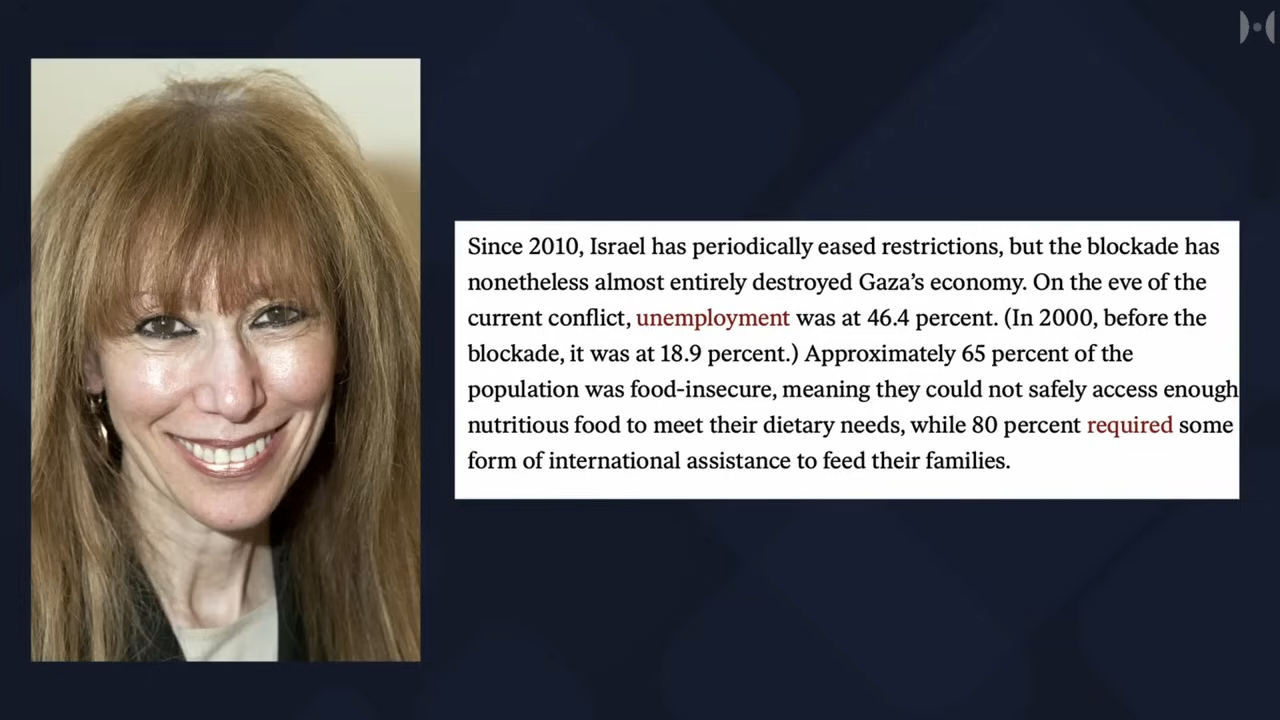 Since 2010, Israel has periodically eased restrictions, but the blockade has
nonetheless almost entirely destroyed Gaza’s economy. On the eve of the
current conflict, unemployment was at 46.4 percent. (In 2000, before the
blockade, it was at 18.9 percent.) Approximately 65 percent of the
population was food-insecure, meaning they could not safely access enough
nutritious food to meet their dietary needs, while 80 percent required some
form of international assistance to feed their families.